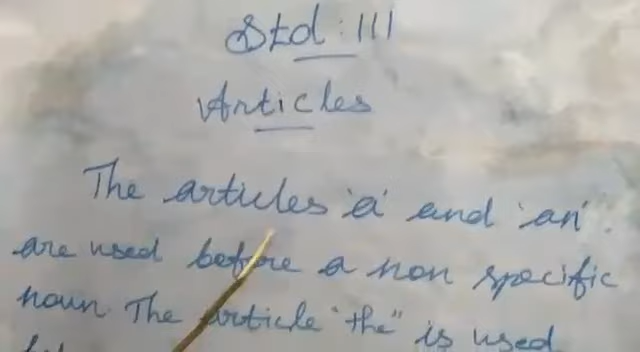 Std : III
Articles
The articles 'a' and 'an'
are used before a non specific
noun. The article "the" is used